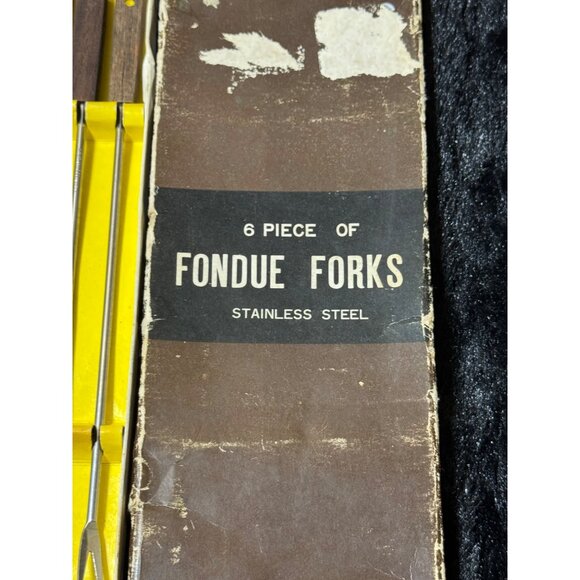 6 PIECE OF
FONDUE FORKS
STAINLESS STEEL